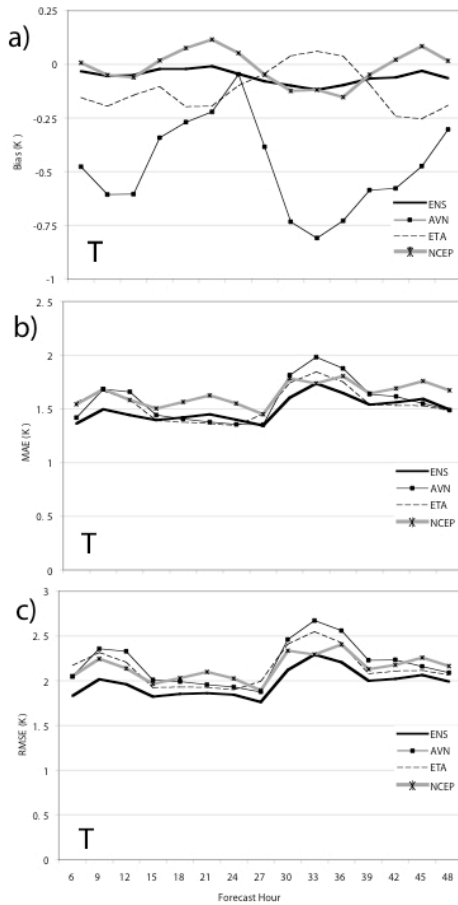 a)
0.25
0
-0.25
-0.5
-0.75
-1
Bias (K)
T
ENS
AVN
ETA
NCEP
b)
2. 5
2
1.5
1
0. 5
0
MAE (K)
T
ENS
AVN
ETA
NCEP
c)
3
2.5
2
1.5
1
0. 5
0
RMSE (K)
T
ENS
AVN
ETA
NCEP
6 9 12 15 18 21 24 27 30 33 36 39 42 45 48
Forecast Hour